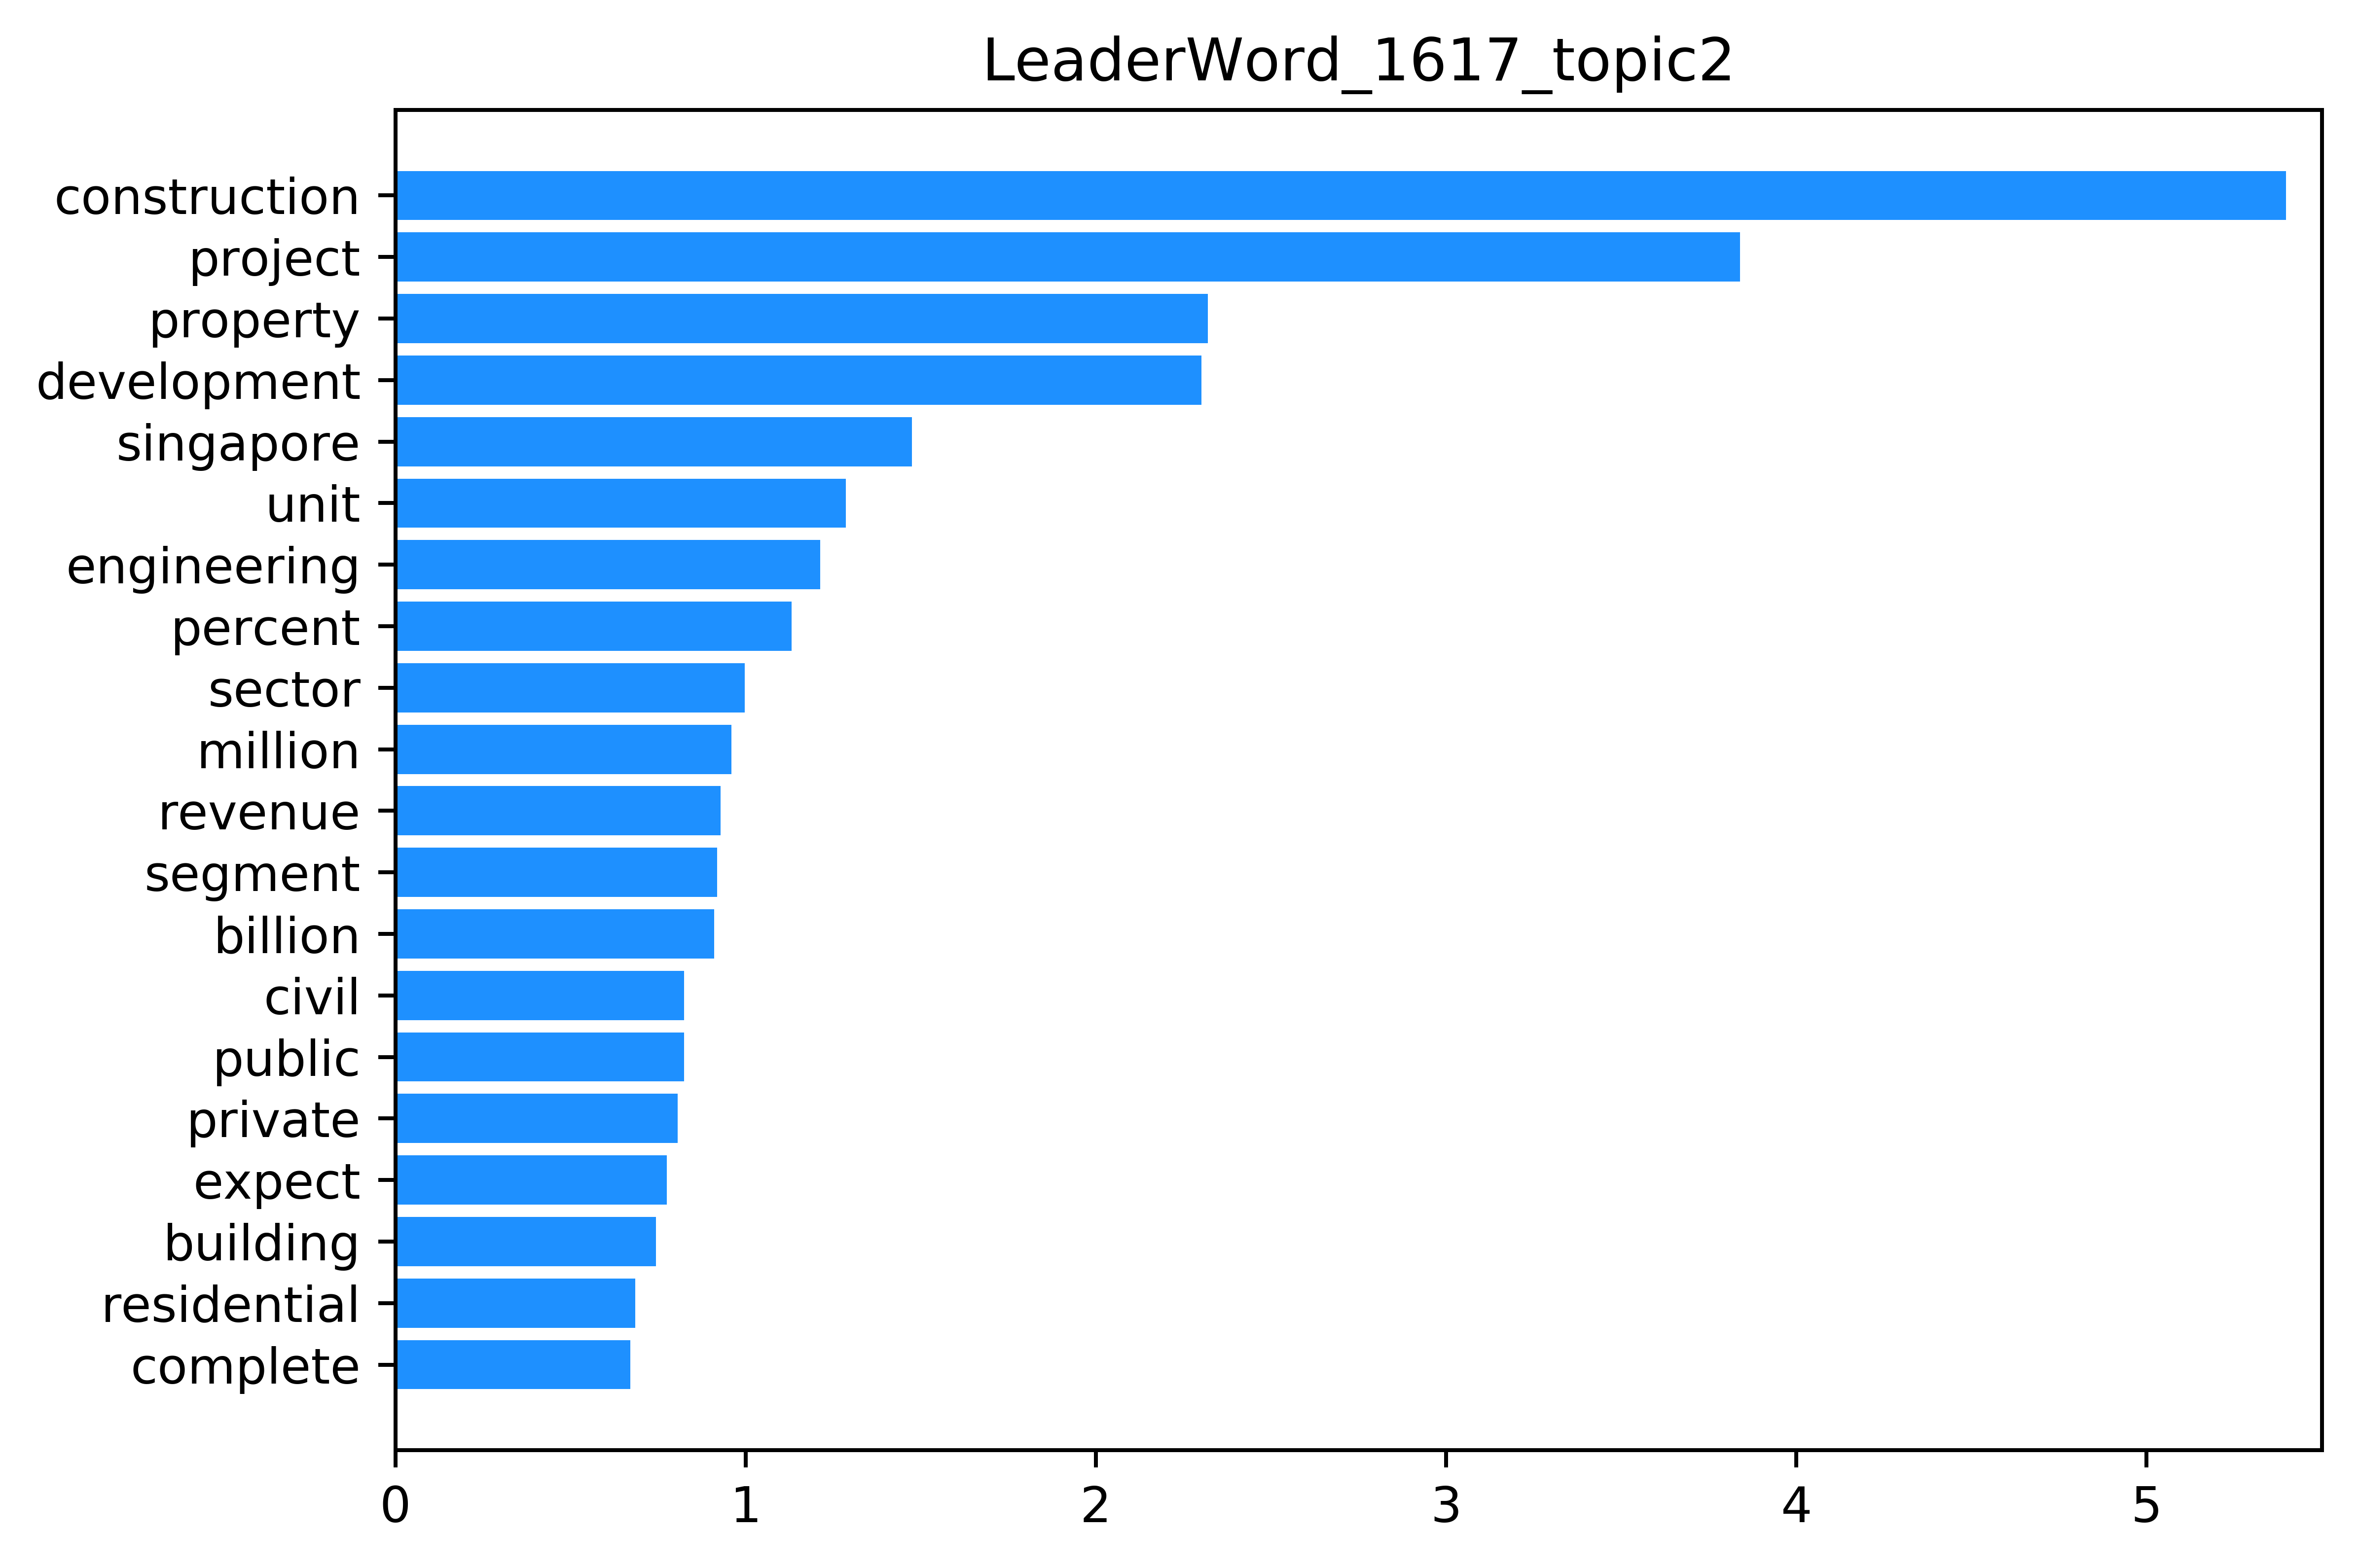 LeaderWord_1617_topic2
construction
project
property
development
singapore
unit
engineering
percent
sector
million
revenue
segment
billion
civil
public
private
expect
building
residential
complete
0 1 2 3 4 5